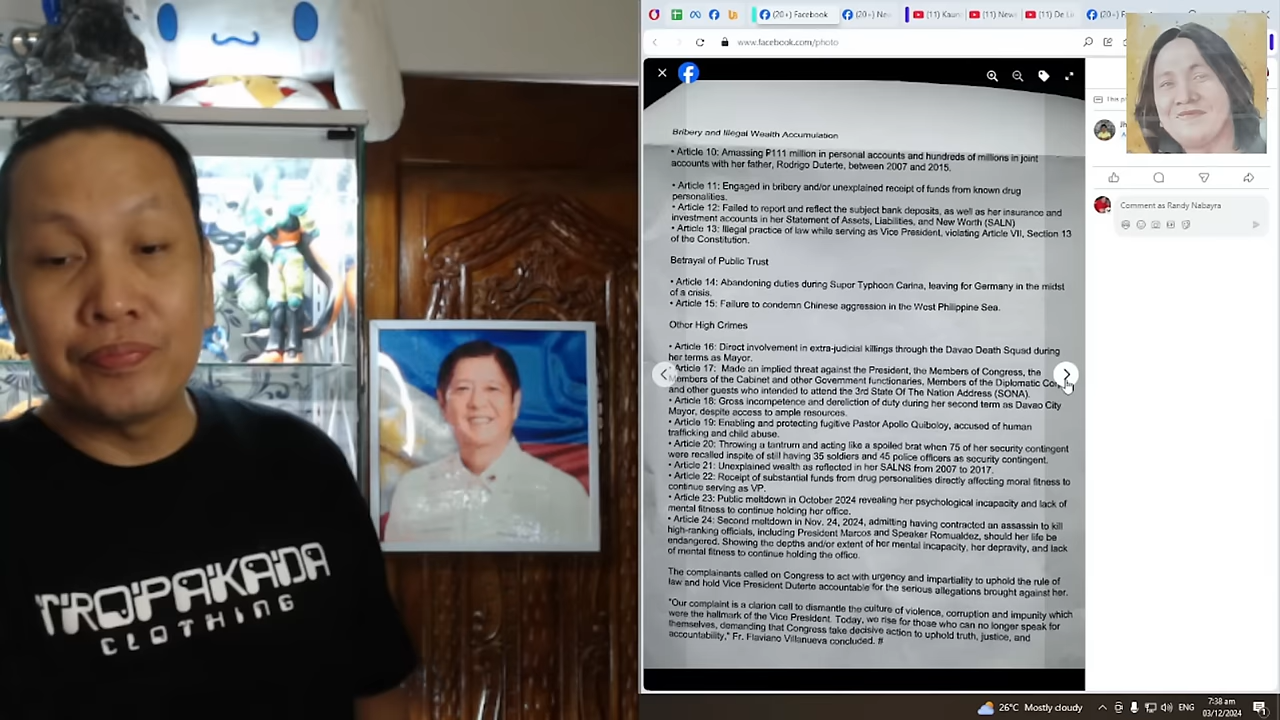 TROPAKADA
CLOTHING
(20+) Facebook
(20+) Ne
(11) Kaun
(11) New
(11) De Li
(20+)
www.facebook.com/photo
Bribery and Illegal Wealth Accumulation
• Article 10: Amassing ₱111 million in personal accounts and hundreds of millions in joint
accounts with her father, Rodrigo Duterte, between 2007 and 2015.
• Article 11: Engaged in bribery and/or unexplained receipt of funds from known drug
personalities.
• Article 12: Failed to report and reflect the subject bank deposits, as well as her insurance and
investment accounts in her Statement of Assets, Liabilities, and New Worth (SALN)
• Article 13: Illegal practice of law while serving as Vice President, violating Article VII, Section 13
of the Constitution.
Betrayal of Public Trust
• Article 14: Abandoning duties during Super Typhoon Carina, leaving for Germany in the midst
of a crisis.
• Article 15: Failure to condemn Chinese aggression in the West Philippine Sea.
Other High Crimes
• Article 16: Direct involvement in extra-judicial killings through the Davao Death Squad during
her terms as Mayor.
• Article 17: Made an implied threat against the President, the Members of Congress, the
Members of the Cabinet and other Government functionaries, Members of the Diplomatic Co
and other guests who intended to attend the 3rd State Of The Nation Address (SONA).
• Article 18: Gross incompetence and dereliction of duty during her second term as Davao City
Mayor, despite access to ample resources.
• Article 19: Enabling and protecting fugitive Pastor Apollo Quiboloy, accused of human
trafficking and child abuse.
• Article 20: Throwing a tantrum and acting like a spoiled brat when 75 of her security contingent
were recalled inspite of still having 35 soldiers and 45 police officers as security contingent.
• Article 21: Unexplained wealth as reflected in her SALNS from 2007 to 2017.
• Article 22: Receipt of substantial funds from drug personalities directly affecting moral fitness to
continue serving as VP.
• Article 23: Public meltdown in October 2024 revealing her psychological incapacity and lack of
mental fitness to continue holding her office.
• Article 24: Second meltdown in Nov. 24, 2024, admitting having contracted an assassin to kill
high-ranking officials, including President Marcos and Speaker Romualdez, should her life be
endangered. Showing the depths and/or extent of her mental incapacity, her depravity, and lack
of mental fitness to continue holding the office.
The complainants called on Congress to act with urgency and impartiality to uphold the rule of
law and hold Vice President Duterte accountable for the serious allegations brought against her.
"Our complaint is a clarion call to dismantle the culture of violence, corruption and impunity which
were the hallmark of the Vice President. Today, we rise for those who can no longer speak for
themselves, demanding that Congress take decisive action to uphold truth, justice, and
accountability," Fr. Flaviano Villanueva concluded. #
Comment as Randy Nabayra
26°C Mostly cloudy
ENG
7:38 am
03/12/2024